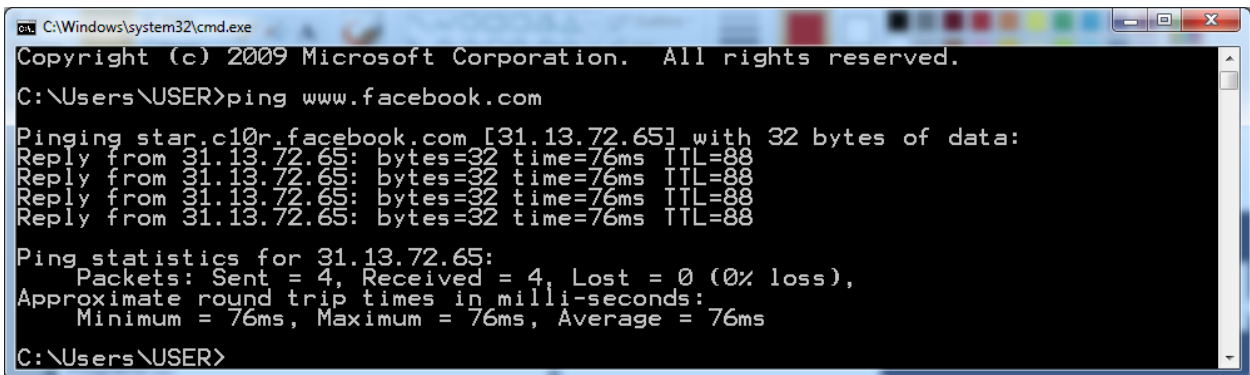 C:\Windows\system32\cmd.exe
Copyright (c) 2009 Microsoft Corporation.  All rights reserved.
C:\Users\USER>ping www.facebook.com
Pinging star.c10r.facebook.com [31.13.72.65] with 32 bytes of data:
Reply from 31.13.72.65: bytes=32 time=76ms TTL=88
Reply from 31.13.72.65: bytes=32 time=76ms TTL=88
Reply from 31.13.72.65: bytes=32 time=76ms TTL=88
Reply from 31.13.72.65: bytes=32 time=76ms TTL=88
Ping statistics for 31.13.72.65:
    Packets: Sent = 4, Received = 4, Lost = 0 (0% loss),
Approximate round trip times in milli-seconds:
    Minimum = 76ms, Maximum = 76ms, Average = 76ms
C:\Users\USER>